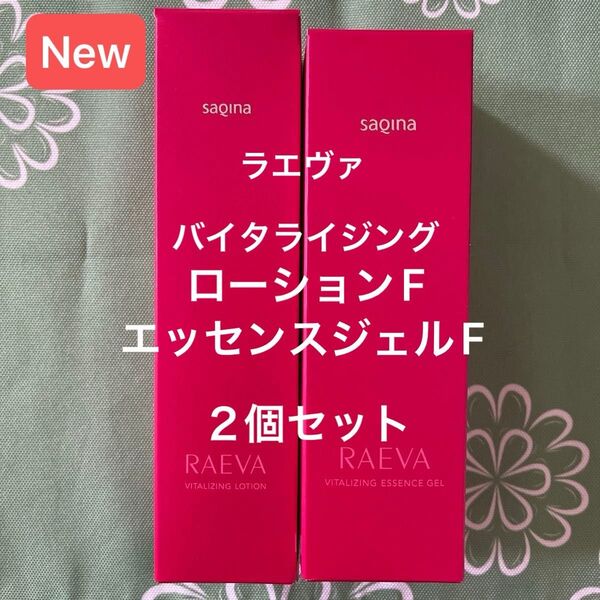 New
saQina
saQina
ラエヴァ
バイタライジング
ローションF
エッセンスジェルF
2個セット
RAEVA
VITALIZING LOTION
RAEVA
VITALIZING ESSENCE GEL